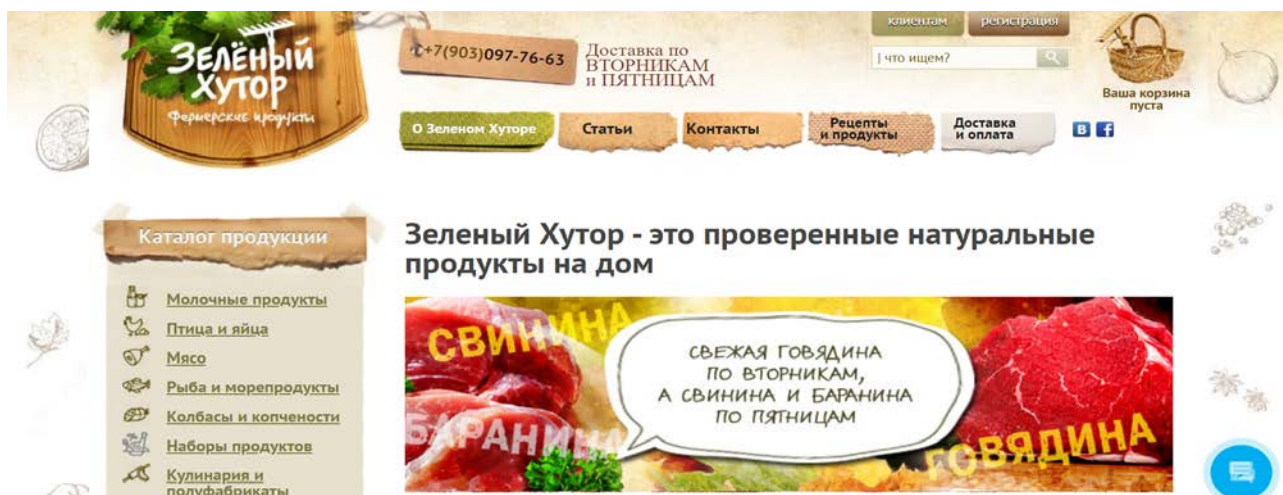 клиентам
регистрация
ЗЕЛЁНЫЙ
ХУТОР
Фермерские продукты
+7(903)097-76-63
Доставка по
ВТОРНИКАМ
и ПЯТНИЦАМ
| что ищем?
Ваша корзина
пуста
О Зеленом Хуторе
Статьи
Контакты
Рецепты
и продукты
Доставка
и оплата
B f
Каталог продукции
Молочные продукты
Птица и яйца
Мясо
Рыба и морепродукты
Колбасы и копчености
Наборы продуктов
Кулинария и
полуфабрикаты
Зеленый Хутор - это проверенные натуральные
продукты на дом
СВИНИНА
СВЕЖАЯ ГОВЯДИНА
ПО ВТОРНИКАМ,
А СВИНИНА И БАРАНИНА
ПО ПЯТНИЦАМ
БАРАНИНА
ГОВЯДИНА